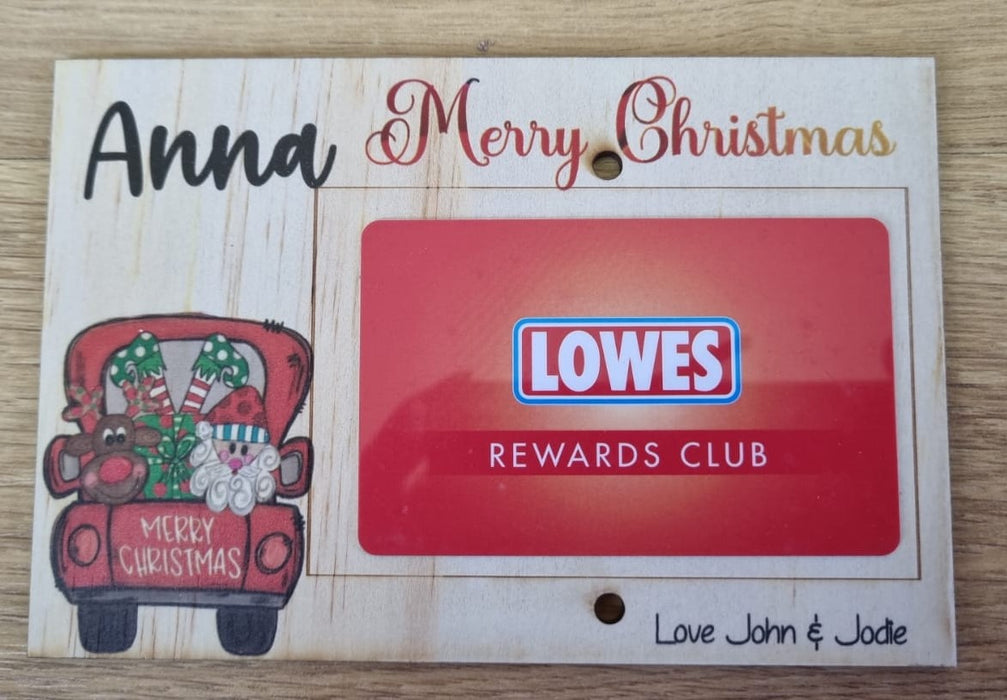 Anna
Merry Christmas
LOWES
REWARDS CLUB
MERRY
CHRISTMAS
Love John & Jodie